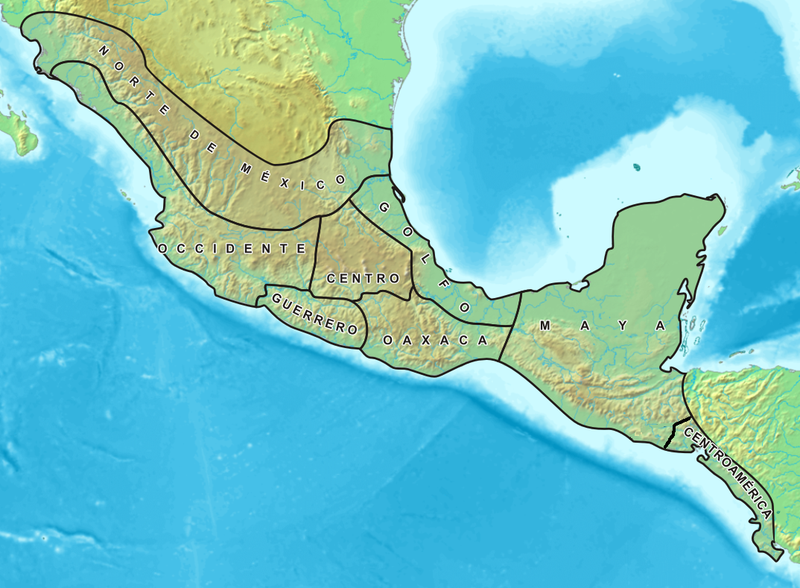 NORTE DE MÉXICO
GOLFO
OCCIDENTE
CENTRO
GUERRERO
OAXACA
MAYA
CENTROAMÉRICA